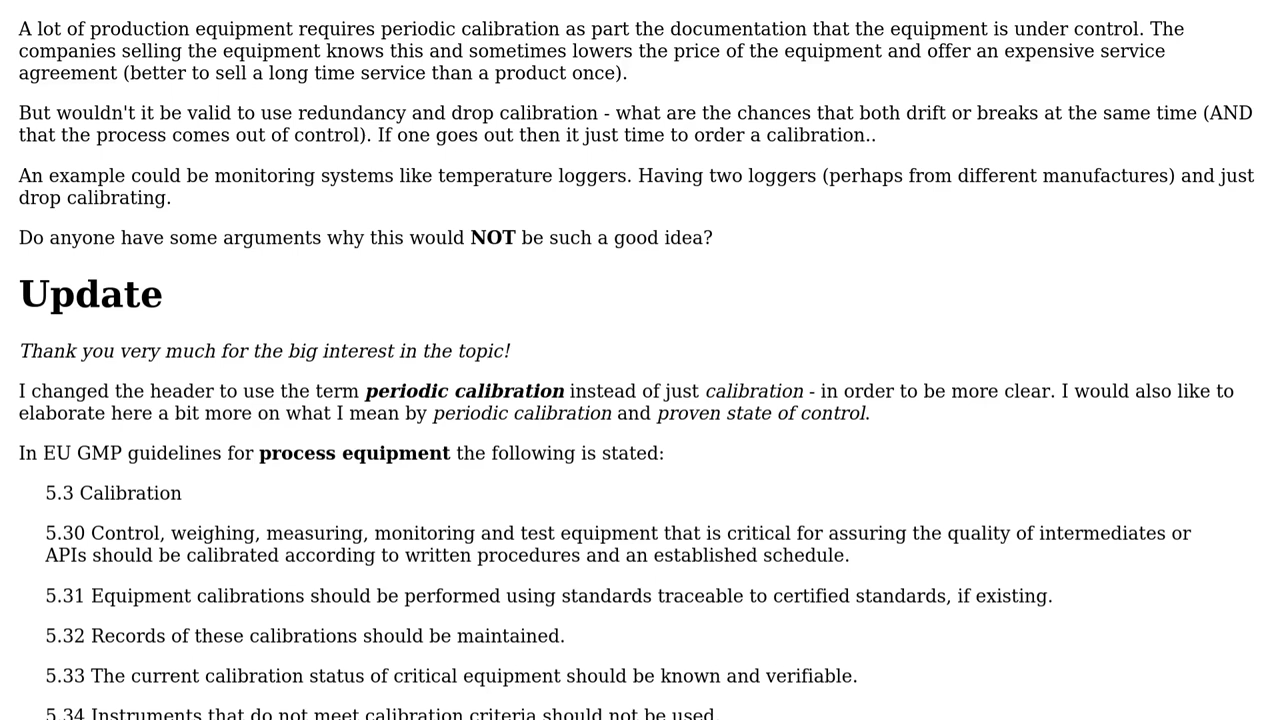 A lot of production equipment requires periodic calibration as part the documentation that the equipment is under control. The
companies selling the equipment knows this and sometimes lowers the price of the equipment and offer an expensive service
agreement (better to sell a long time service than a product once).
But wouldn't it be valid to use redundancy and drop calibration - what are the chances that both drift or breaks at the same time (AND
that the process comes out of control). If one goes out then it just time to order a calibration..
An example could be monitoring systems like temperature loggers. Having two loggers (perhaps from different manufactures) and just
drop calibrating.
Do anyone have some arguments why this would NOT be such a good idea?
Update
Thank you very much for the big interest in the topic!
I changed the header to use the term periodic calibration instead of just calibration - in order to be more clear. I would also like to
elaborate here a bit more on what I mean by periodic calibration and proven state of control.
In EU GMP guidelines for process equipment the following is stated:
5.3 Calibration
5.30 Control, weighing, measuring, monitoring and test equipment that is critical for assuring the quality of intermediates or
APIs should be calibrated according to written procedures and an established schedule.
5.31 Equipment calibrations should be performed using standards traceable to certified standards, if existing.
5.32 Records of these calibrations should be maintained.
5.33 The current calibration status of critical equipment should be known and verifiable.
5.34 Instruments that do not meet calibration criteria should not be used.